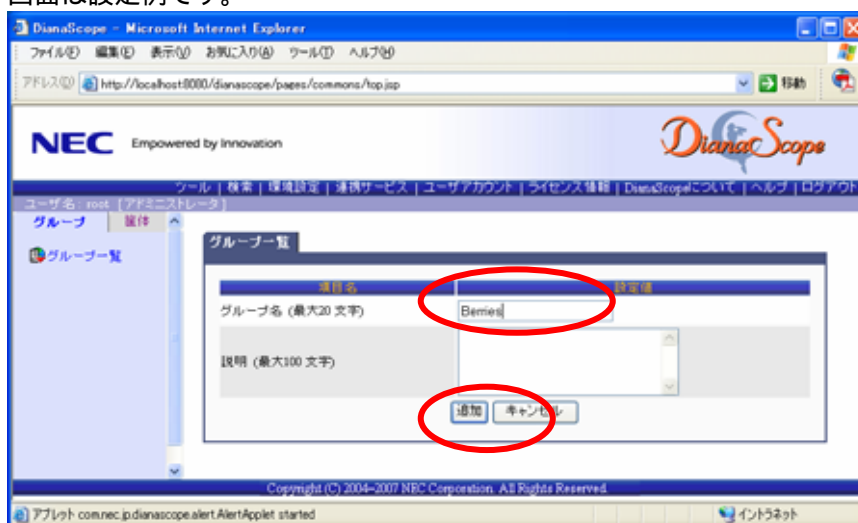 画面は設定例です。
DianaScope - Microsoft Internet Explorer
ファイル(F) 編集(E) 表示(V) お気に入り(A) ツール(T) ヘルプ(H)
アドレス(D) http://localhost:8080/dianascope/pages/commons/top.jsp 移動
NEC Empowered by Innovation DianaScope
ツール | 検索 | 環境設定 | 連携サービス | ユーザアカウント | ライセンス情報 | DianaScopeについて | ヘルプ | ログアウト
ユーザ名: root [アドミニストレータ]
グループ 筐体
グループ一覧
グループ一覧
項目名 設定値
グループ名 (最大20 文字) Berries
説明 (最大100 文字)
追加 キャンセル
Copyright (C) 2004-2007 NEC Corporation. All Rights Reserved.
アプレット com.nec.jp.dianascope.alert.AlertApplet started イントラネット